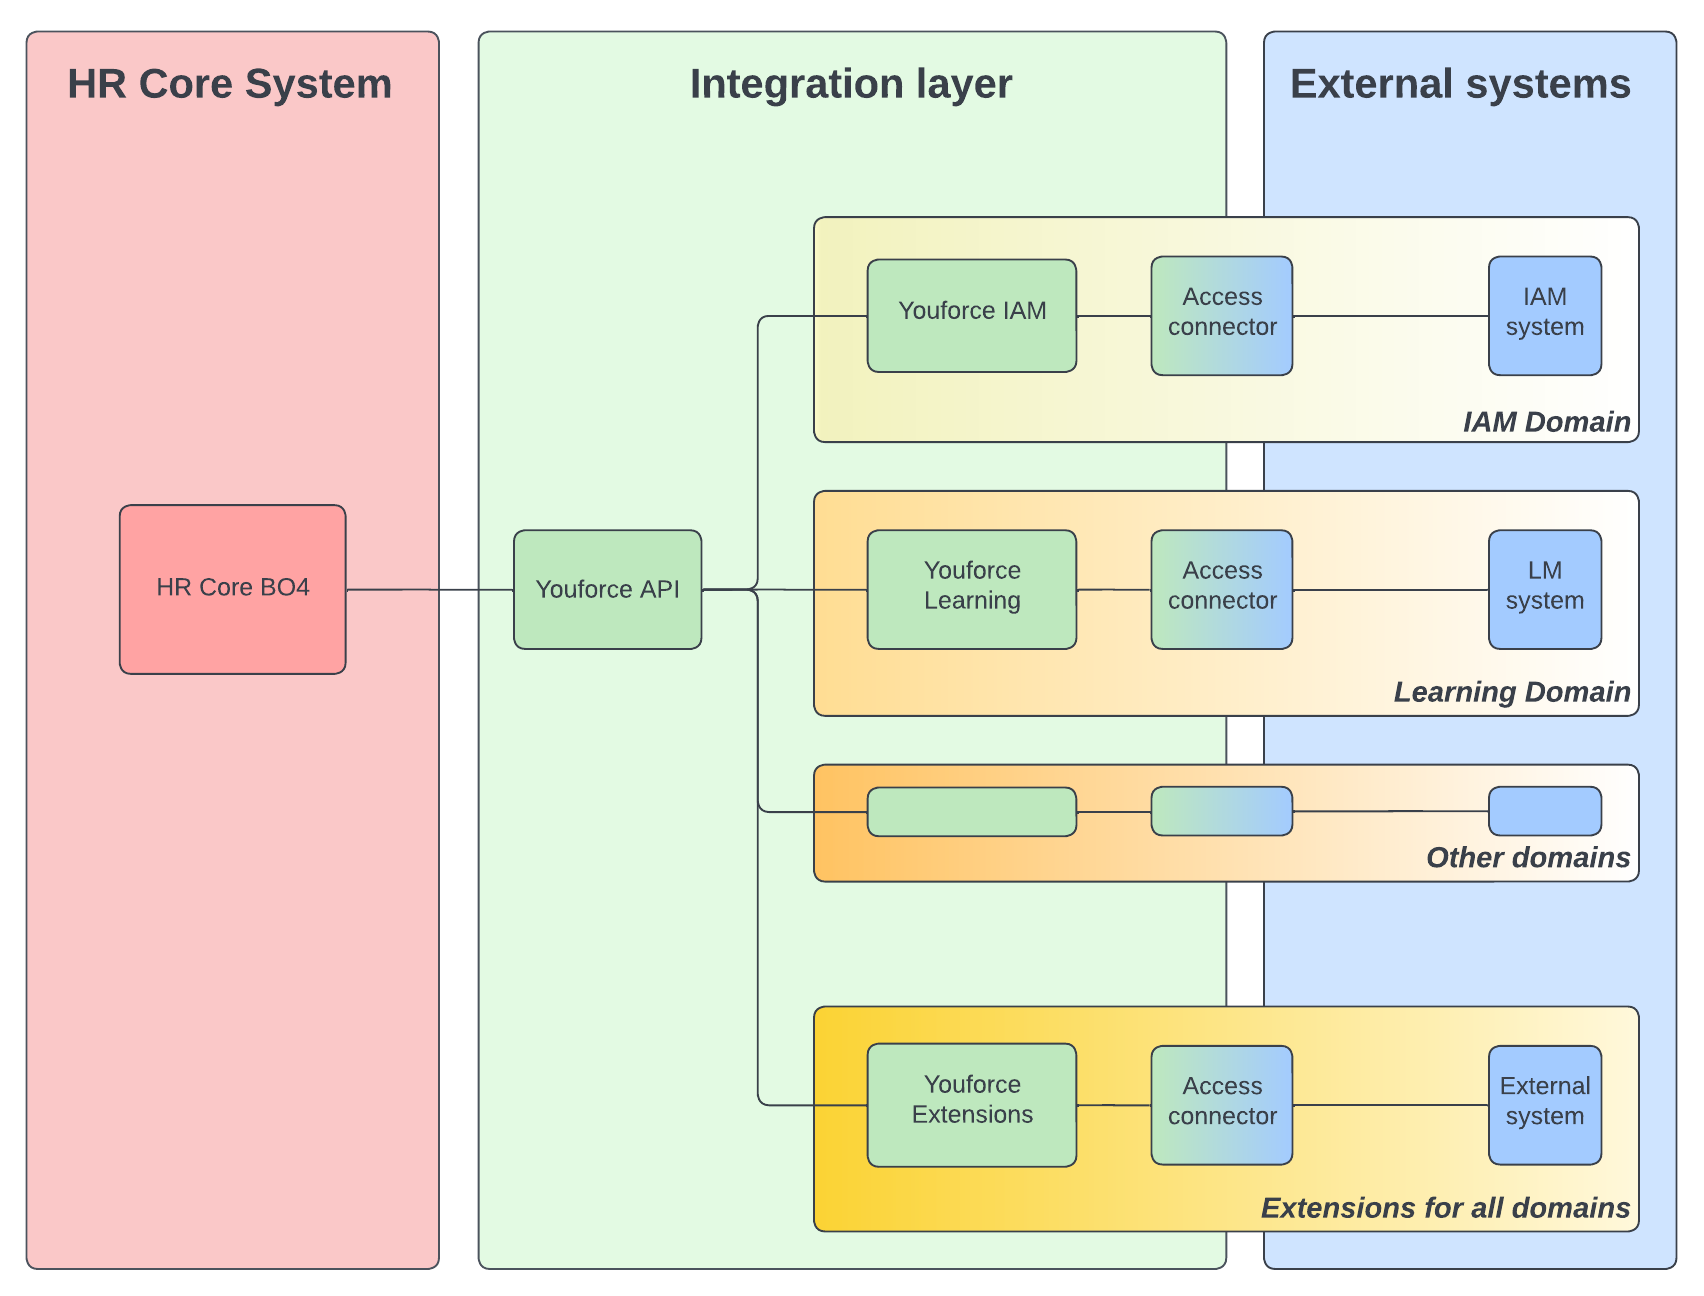 HR Core System
Integration layer
External systems
Youforce IAM
Access
connector
IAM
system
IAM Domain
HR Core BO4
Youforce API
Youforce
Learning
Access
connector
LM
system
Learning Domain
Other domains
Youforce
Extensions
Access
connector
External
system
Extensions for all domains